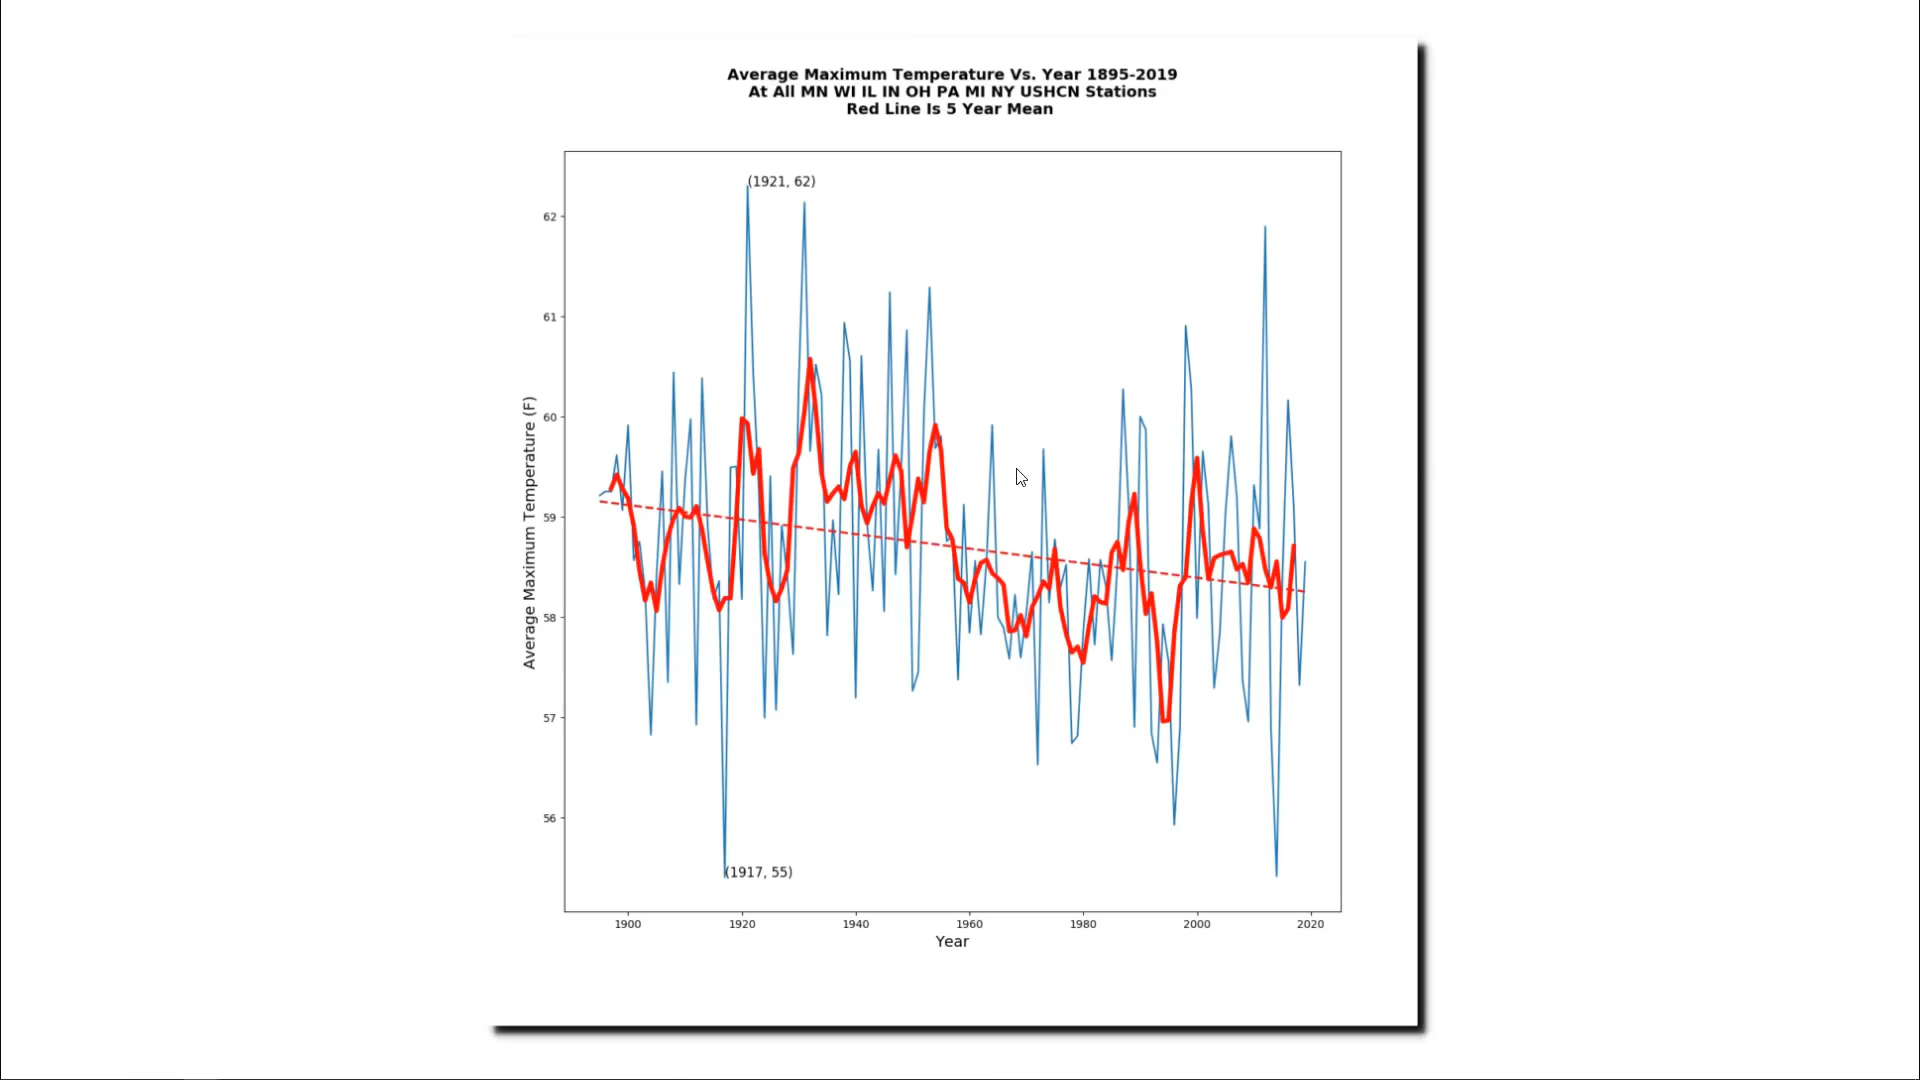 Average Maximum Temperature Vs. Year 1895-2019
At All MN WI IL IN OH PA MI NY USHCN Stations
Red Line Is 5 Year Mean
(1921, 62)
62
61
60
59
58
57
56
Average Maximum Temperature (F)
(1917, 55)
1900 1920 1940 1960 1980 2000 2020
Year